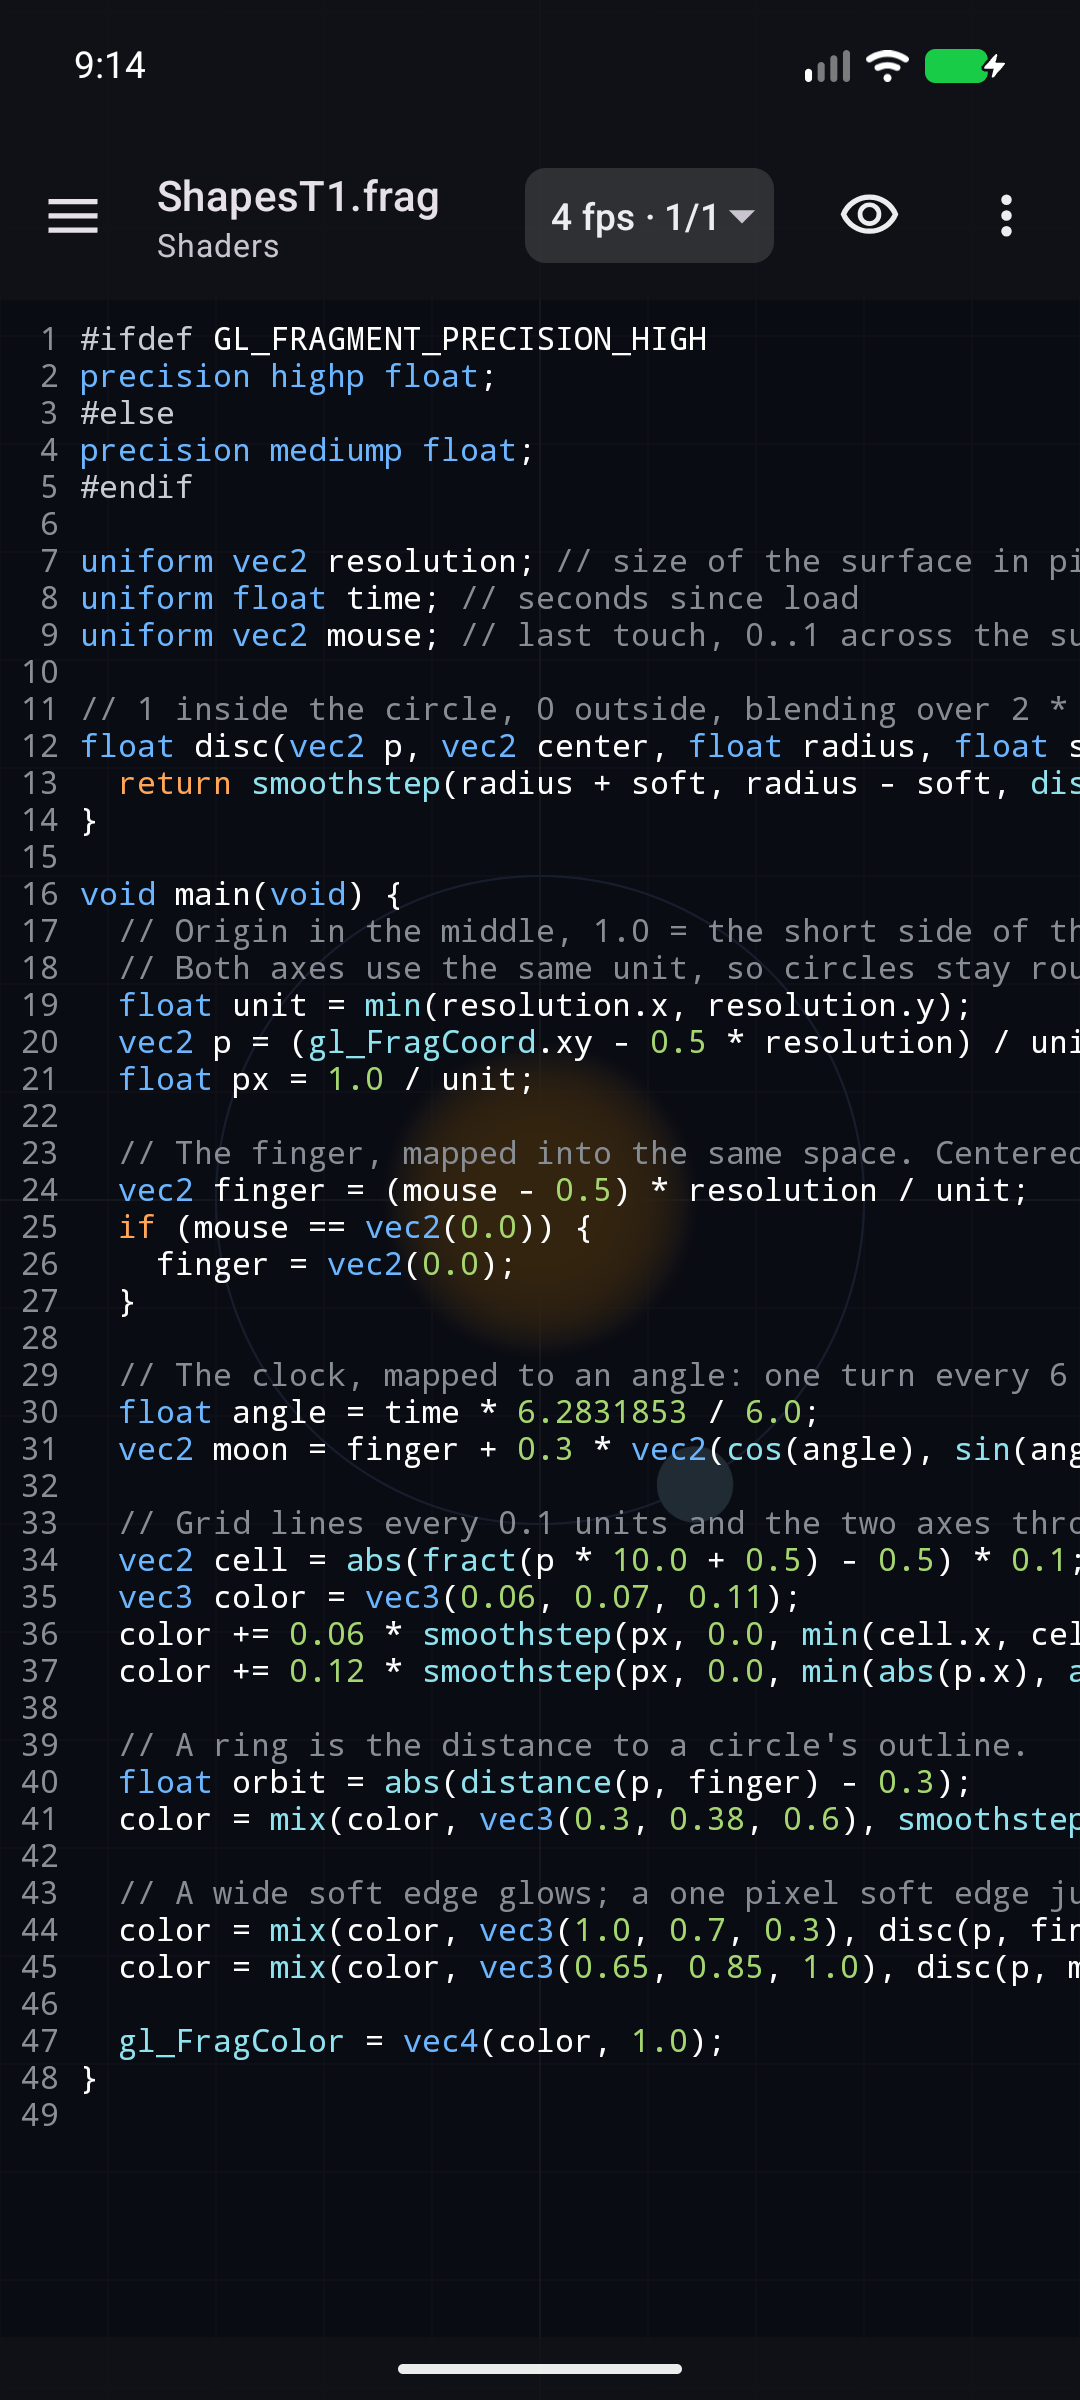 9:14
ShapesT1.frag
Shaders
4 fps · 1/1
1 #ifdef GL_FRAGMENT_PRECISION_HIGH
2 precision highp float;
3 #else
4 precision mediump float;
5 #endif
6
7 uniform vec2 resolution; // size of the surface in pi
8 uniform float time; // seconds since load
9 uniform vec2 mouse; // last touch, 0..1 across the su
10
11 // 1 inside the circle, 0 outside, blending over 2 *
12 float disc(vec2 p, vec2 center, float radius, float s
13   return smoothstep(radius + soft, radius - soft, dis
14 }
15
16 void main(void) {
17   // Origin in the middle, 1.0 = the short side of th
18   // Both axes use the same unit, so circles stay rou
19   float unit = min(resolution.x, resolution.y);
20   vec2 p = (gl_FragCoord.xy - 0.5 * resolution) / uni
21   float px = 1.0 / unit;
22
23   // The finger, mapped into the same space. Centered
24   vec2 finger = (mouse - 0.5) * resolution / unit;
25   if (mouse == vec2(0.0)) {
26     finger = vec2(0.0);
27   }
28
29   // The clock, mapped to an angle: one turn every 6
30   float angle = time * 6.2831853 / 6.0;
31   vec2 moon = finger + 0.3 * vec2(cos(angle), sin(ang
32
33   // Grid lines every 0.1 units and the two axes thro
34   vec2 cell = abs(fract(p * 10.0 + 0.5) - 0.5) * 0.1;
35   vec3 color = vec3(0.06, 0.07, 0.11);
36   color += 0.06 * smoothstep(px, 0.0, min(cell.x, cel
37   color += 0.12 * smoothstep(px, 0.0, min(abs(p.x), a
38
39   // A ring is the distance to a circle's outline.
40   float orbit = abs(distance(p, finger) - 0.3);
41   color = mix(color, vec3(0.3, 0.38, 0.6), smoothstep
42
43   // A wide soft edge glows; a one pixel soft edge ju
44   color = mix(color, vec3(1.0, 0.7, 0.3), disc(p, fin
45   color = mix(color, vec3(0.65, 0.85, 1.0), disc(p, m
46
47   gl_FragColor = vec4(color, 1.0);
48 }
49